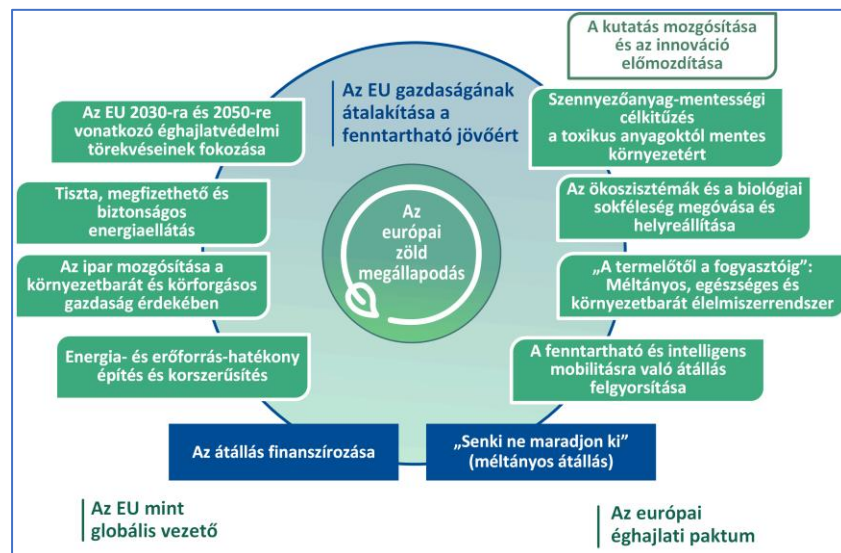 A kutatás mozgósítása
és az innováció
előmozdítása
Az EU gazdaságának
átalakítása a
fenntartható jövőért
Az EU 2030-ra és 2050-re
vonatkozó éghajlatvédelmi
törekvéseinek fokozása
Szennyezőanyag-mentességi
célkitűzés
a toxikus anyagoktól mentes
környezetért
Tiszta, megfizethető és
biztonságos
energiaellátás
Az ökoszisztémák és a biológiai
sokféleség megóvása és
helyreállítása
Az
európai
zöld
megállapodás
Az ipar mozgósítása a
környezetbarát és körforgásos
gazdaság érdekében
„A termelőtől a fogyasztóig”:
Méltányos, egészséges és
környezetbarát élelmiszerrendszer
Energia- és erőforrás-hatékony
építés és korszerűsítés
A fenntartható és intelligens
mobilitásra való átállás
felgyorsítása
Az átállás finanszírozása
„Senki ne maradjon ki”
(méltányos átállás)
Az EU mint
globális vezető
Az európai
éghajlati paktum